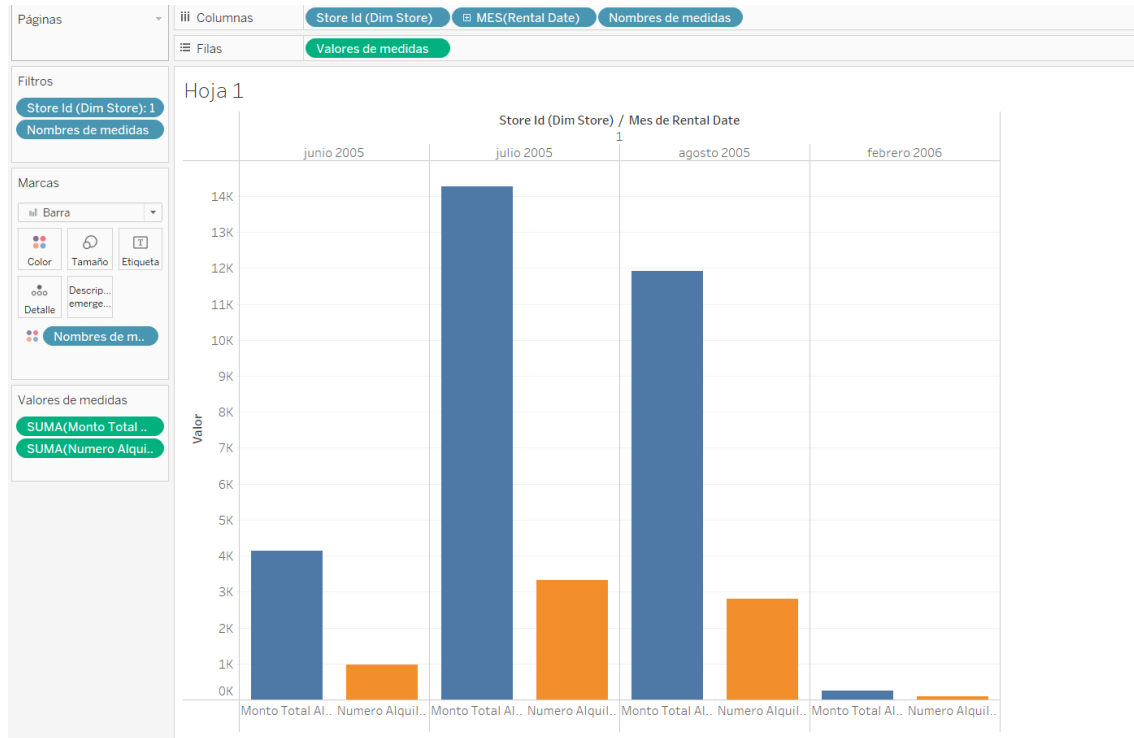 Páginas
Columnas
Store Id (Dim Store)
MES(Rental Date)
Nombres de medidas
Filas
Valores de medidas
Filtros
Store Id (Dim Store): 1
Nombres de medidas
Marcas
Barra
Color
Tamaño
Etiqueta
T
Detalle
Descrip...
emerge...
Nombres de m..
Valores de medidas
SUMA(Monto Total ..
SUMA(Numero Alqui..
Hoja 1
Store Id (Dim Store) / Mes de Rental Date
1
junio 2005
julio 2005
agosto 2005
febrero 2006
Valor
14K
13K
12K
11K
10K
9K
8K
7K
6K
5K
4K
3K
2K
1K
0K
Monto Total Al.. Numero Alquil.. Monto Total Al.. Numero Alquil.. Monto Total Al.. Numero Alquil.. Monto Total Al.. Numero Alquil..